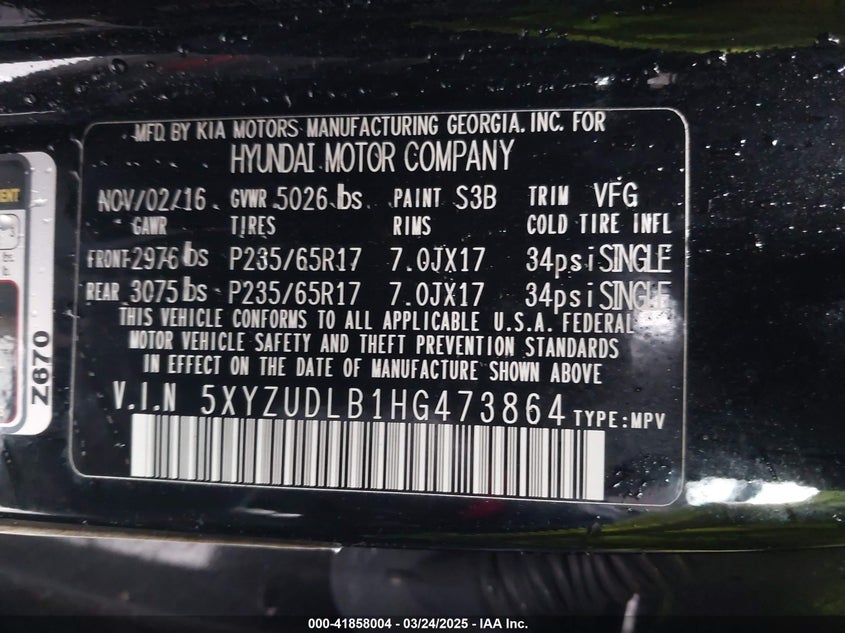 MFD. BY KIA MOTORS MANUFACTURING GEORGIA. INC. FOR
HYUNDAI MOTOR COMPANY
NOV/02/16 GVWR 5026 lbs PAINT S3B TRIM VFG
GAWR TIRES RIMS COLD TIRE INFL
FRONT 2976 lbs P235/65R17 7.0JX17 34psi SINGLE
REAR 3075 lbs P235/65R17 7.0JX17 34psi SINGLE
THIS VEHICLE CONFORMS TO ALL APPLICABLE U.S.A. FEDERAL
MOTOR VEHICLE SAFETY AND THEFT PREVENTION STANDARDS
IN EFFECT ON THE DATE OF MANUFACTURE SHOWN ABOVE
V.I.N 5XYZUDLB1HG473864 TYPE:MPV
Z670
000-41858004 — 03/24/2025 — IAA Inc.